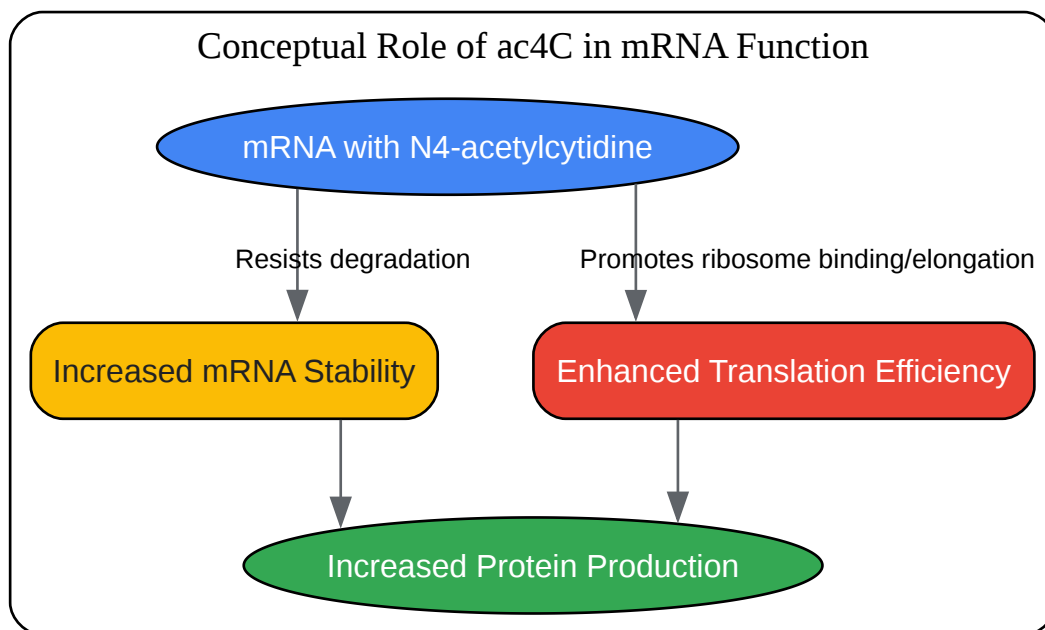 Conceptual Role of ac4C in mRNA Function
mRNA with N4-acetylcytidine
Resists degradation
Promotes ribosome binding/elongation
Increased mRNA Stability
Enhanced Translation Efficiency
Increased Protein Production